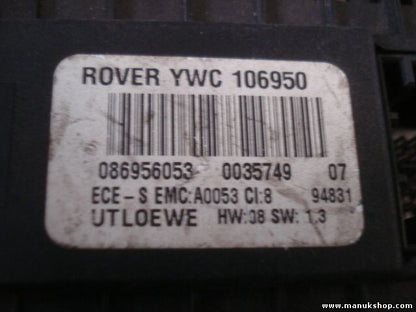 ROVER YWC 106950
086956053 0035749 07
ECE-S EMC:A0053 CI:8 94831
UTLOEWE HW:08 SW: 1.3
www.manukshop.com